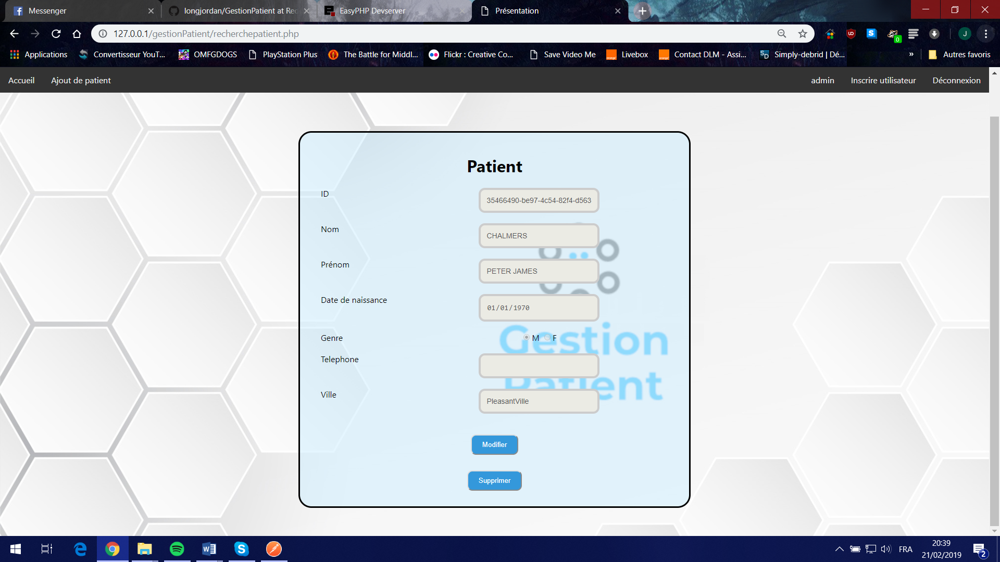 Messenger
longjordan/GestionPatient at Rec
EasyPHP Devserver
Présentation
127.0.0.1/gestionPatient/recherchepatient.php
Applications
Convertisseur YouT...
OMFGDOGS
PlayStation Plus
The Battle for Middl...
Flickr : Creative Co...
Save Video Me
Livebox
Contact DLM - Assi...
Simply-debrid | Dé...
»
Autres favoris
Accueil
Ajout de patient
admin
Inscrire utilisateur
Déconnexion
Patient
ID
35466490-be97-4c54-82f4-d563
Nom
CHALMERS
Prénom
PETER JAMES
Date de naissance
01/01/1970
Genre
M
F
Telephone
Ville
PleasantVille
Gestion
Patient
Modifier
Supprimer
FRA
20:39
21/02/2019
2